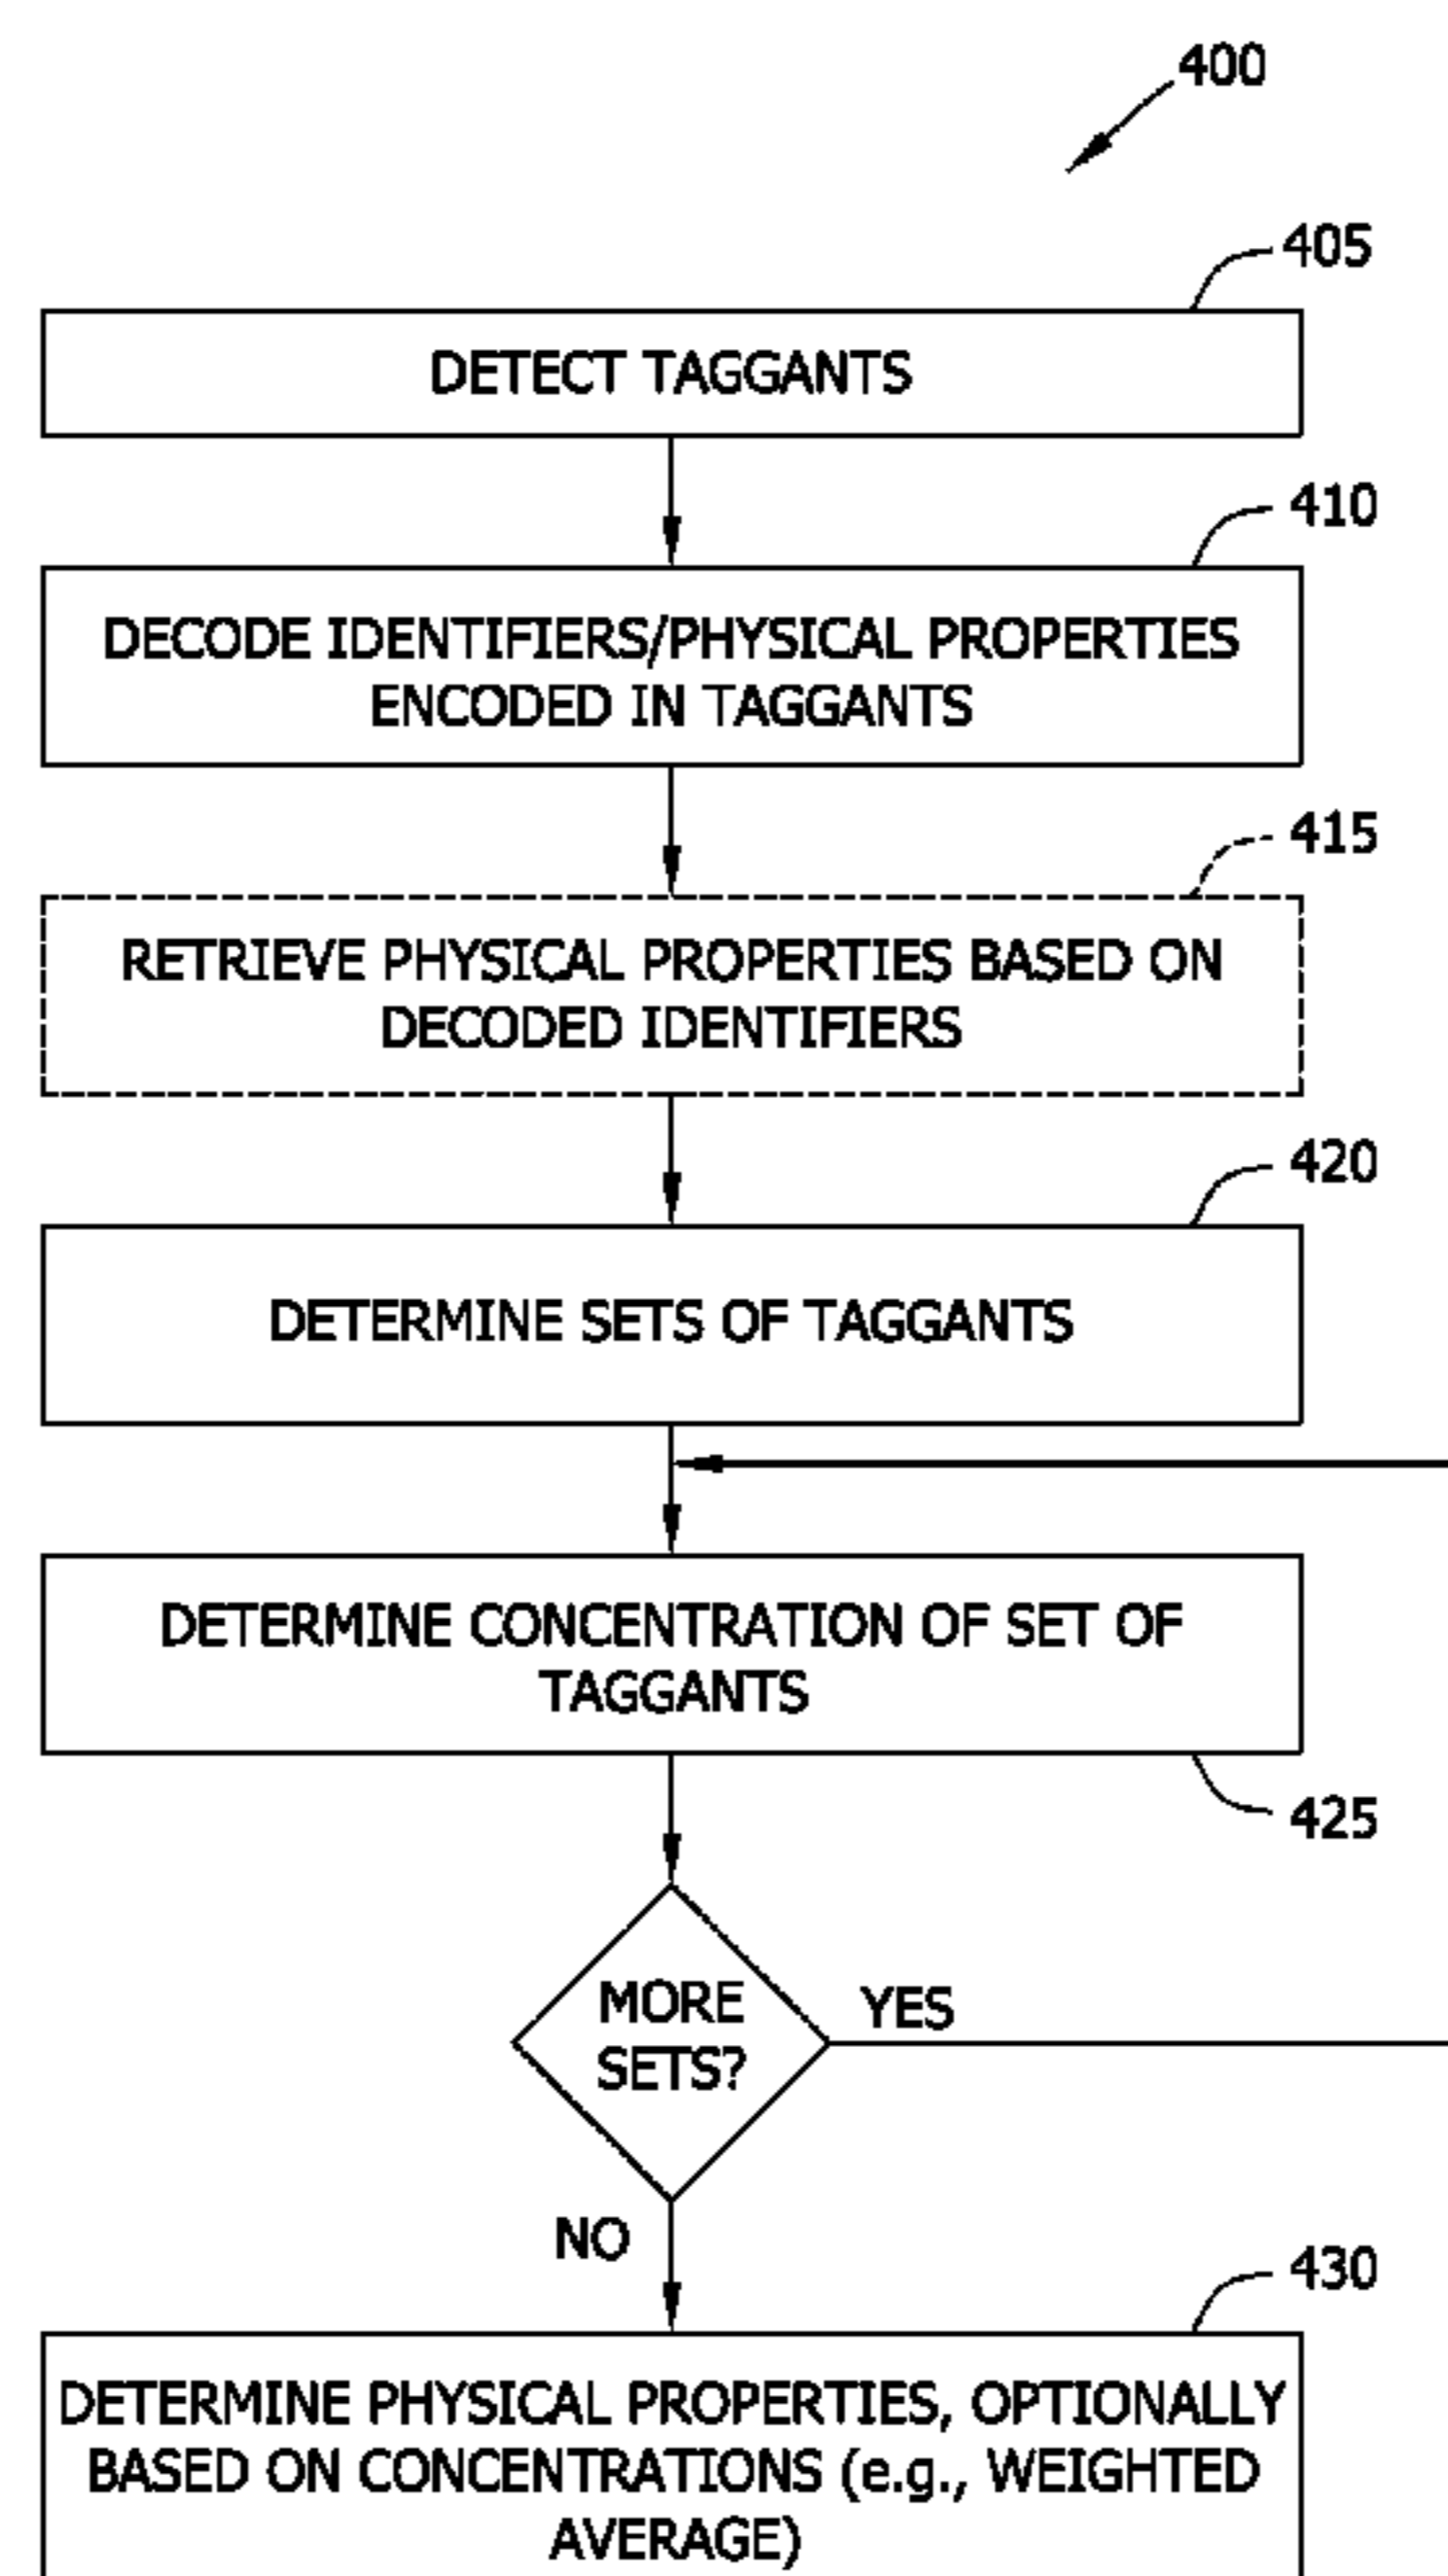 400
405
DETECT TAGGANTS
410
DECODE IDENTIFIERS/PHYSICAL PROPERTIES
ENCODED IN TAGGANTS
415
RETRIEVE PHYSICAL PROPERTIES BASED ON
DECODED IDENTIFIERS
420
DETERMINE SETS OF TAGGANTS
DETERMINE CONCENTRATION OF SET OF
TAGGANTS
425
MORE
SETS?
YES
NO
430
DETERMINE PHYSICAL PROPERTIES, OPTIONALLY
BASED ON CONCENTRATIONS (e.g., WEIGHTED
AVERAGE)